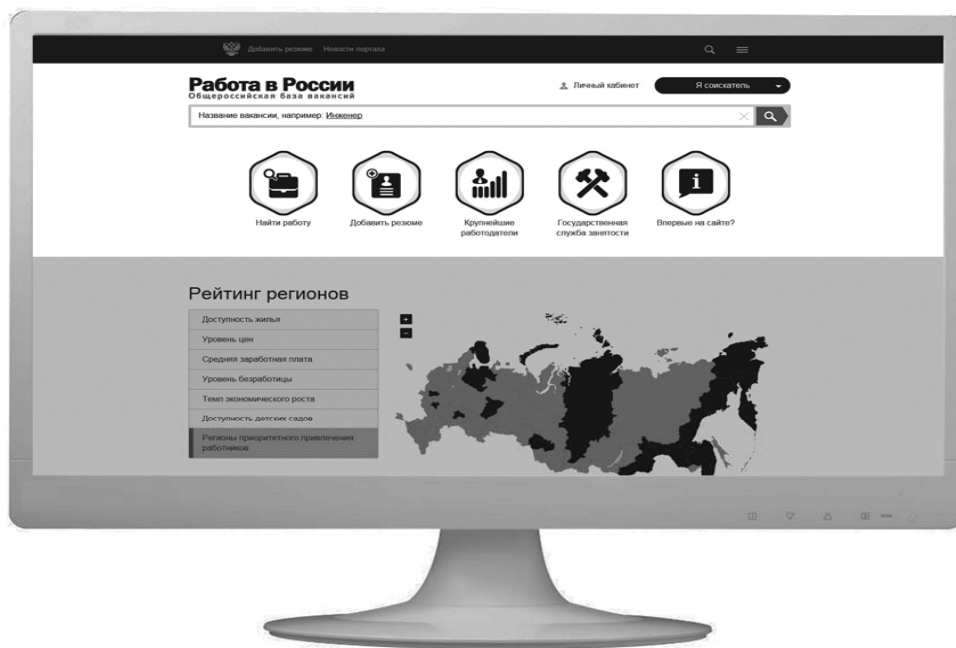 Добавить резюме Новости портала
Работа в России
Общероссийская база вакансий
Личный кабинет
Я соискатель
Название вакансии, например: Инженер
Найти работу
Добавить резюме
Крупнейшие
работодатели
Государственная
служба занятости
Впервые на сайте?
Рейтинг регионов
Доступность жилья
Уровень цен
Средняя заработная плата
Уровень безработицы
Темп экономического роста
Доступность детских садов
Регионы приоритетного привлечения
работников